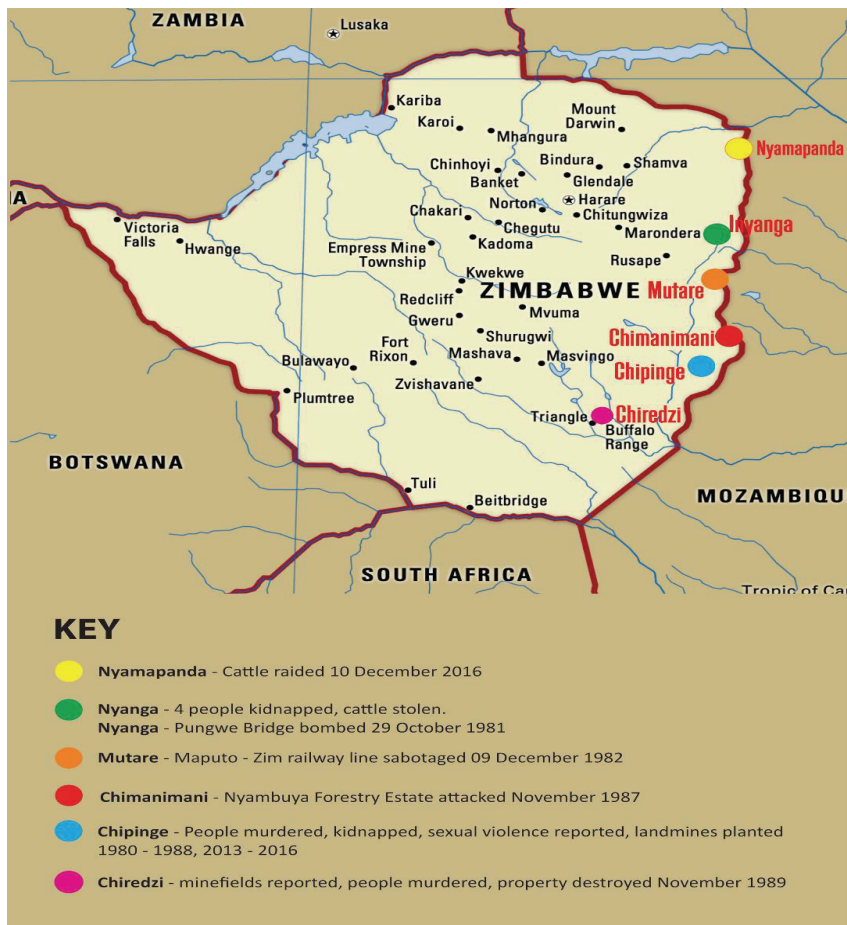 ZAMBIA
Lusaka
Kariba
Karoi
Mhangura
Mount
Darwin
Nyamapanda
Chinhoyi
Bindura
Shamva
Banket
Glendale
IA
Harare
Norton
Chitungwiza
Chakari
Chegutu
Marondera
Inyanga
Victoria
Falls
Hwange
Empress Mine
Township
Kadoma
Rusape
Kwekwe
ZIMBABWE
Mutare
Redcliff
Mvuma
Gweru
Shurugwi
Chimanimani
Fort
Rixon
Mashava
Masvingo
Bulawayo
Chipinge
Zvishavane
Plumtree
Triangle
Chiredzi
Buffalo
Range
BOTSWANA
Tuli
Beitbridge
MOZAMBIQU
SOUTH AFRICA
Tropic of Ca
KEY
Nyamapanda - Cattle raided 10 December 2016
Nyanga - 4 people kidnapped, cattle stolen.
Nyanga - Pungwe Bridge bombed 29 October 1981
Mutare - Maputo - Zim railway line sabotaged 09 December 1982
Chimanimani - Nyambuya Forestry Estate attacked November 1987
Chipinge - People murdered, kidnapped, sexual violence reported, landmines planted
1980 - 1988, 2013 - 2016
Chiredzi - minefields reported, people murdered, property destroyed November 1989